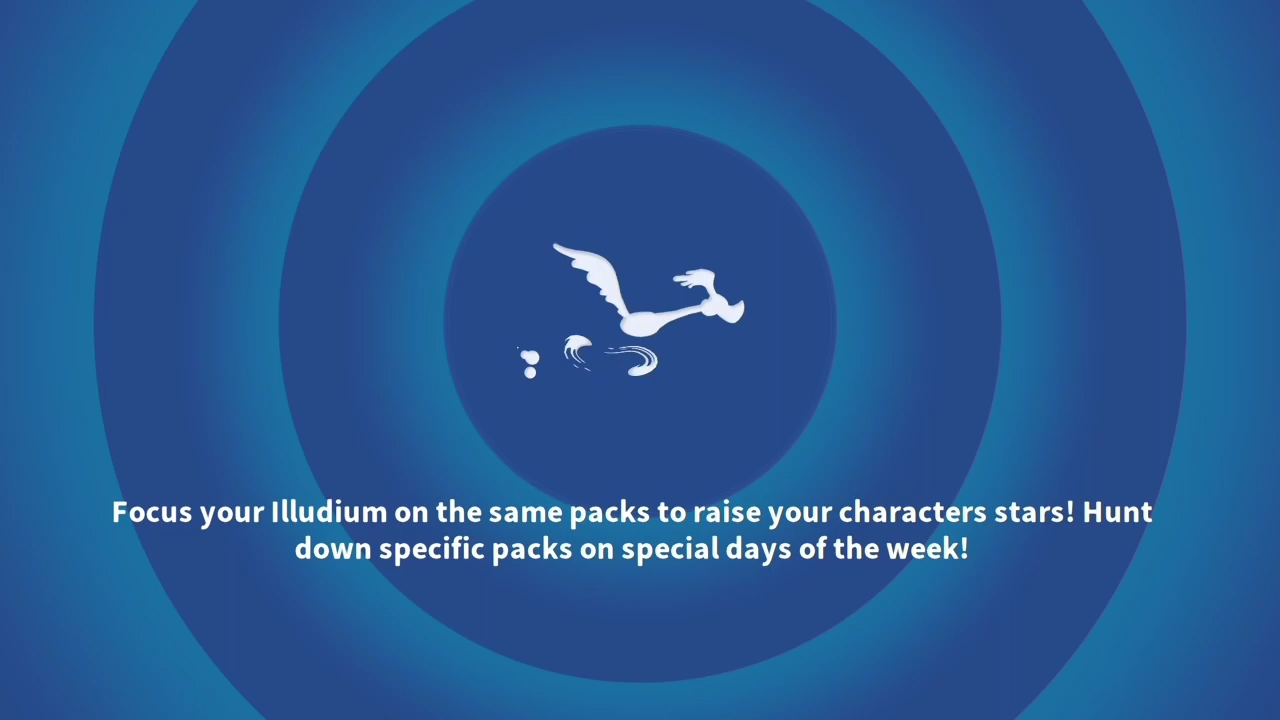 Focus your Illudium on the same packs to raise your characters stars! Hunt
down specific packs on special days of the week!